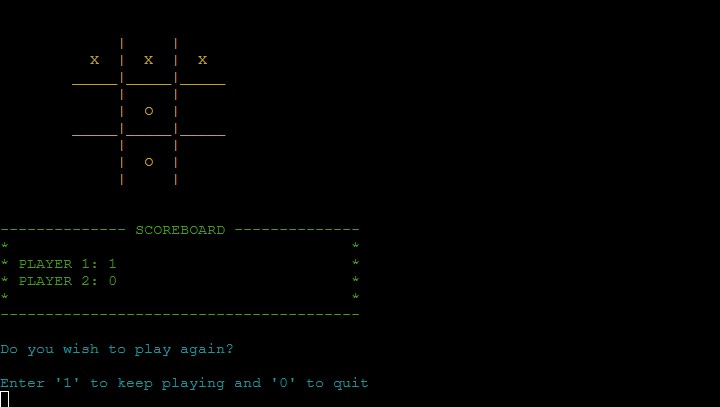 |     |
  X  |  X  |  X
_____|_____|_____
     |     |
     |  O  |
_____|_____|_____
     |     |
     |  O  |
     |     |
-------------- SCOREBOARD --------------
*                                      *
* PLAYER 1: 1                          *
* PLAYER 2: 0                          *
*                                      *
----------------------------------------
Do you wish to play again?
Enter '1' to keep playing and '0' to quit